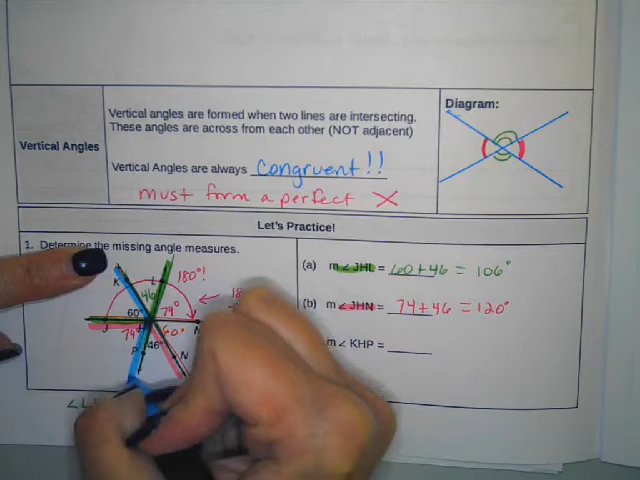 Vertical Angles
Vertical angles are formed when two lines are intersecting.
These angles are across from each other (NOT adjacent)
Vertical Angles are always congruent!!
must form a perfect X
Diagram:
Let's Practice!
1. Determine the missing angle measures.
180°!
K
L
46
74°
60
18
J
74°
60°
46°
P
N
(a) m∠JHL = 60+46 = 106°
(b) m∠JHN = 74+46 = 120°
m∠KHP =